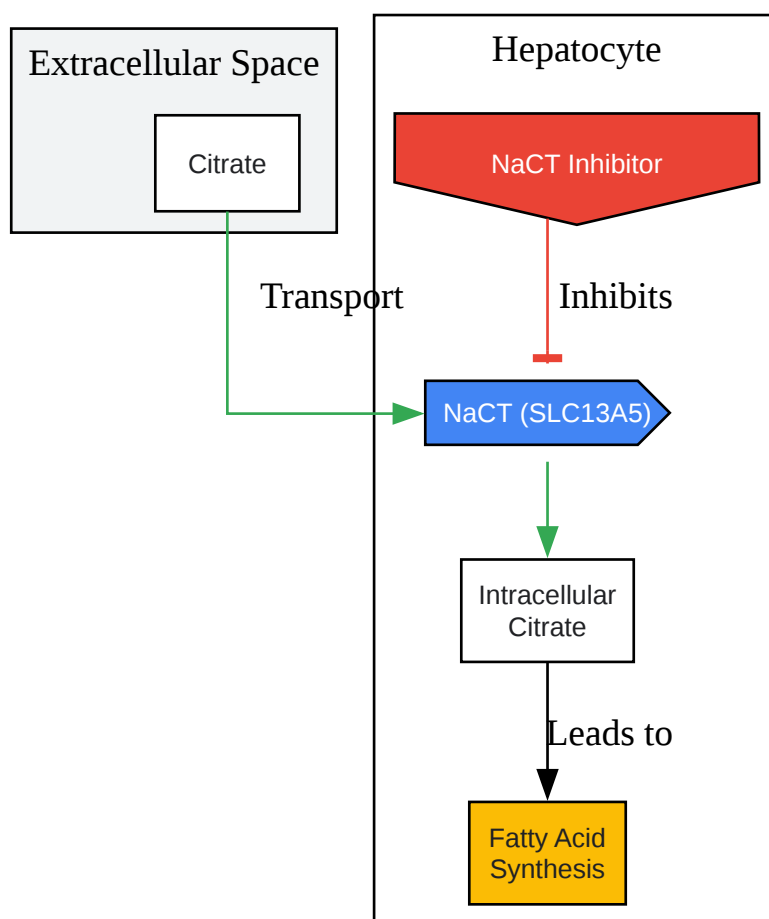 Extracellular Space
Hepatocyte
Citrate
NaCT Inhibitor
Transport
Inhibits
NaCT (SLC13A5)
Intracellular
Citrate
Leads to
Fatty Acid
Synthesis